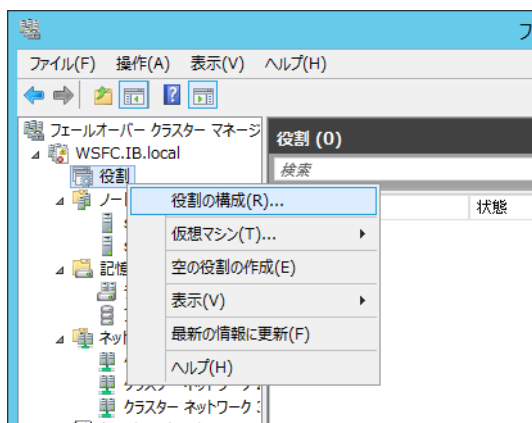 フ
ファイル(F) 操作(A) 表示(V) ヘルプ(H)
フェールオーバー クラスター マネージ
WSFC.IB.local
役割
ノー
記憶
ネッ
クラスター ネットワーク 3
役割 (0)
検索
状態
役割の構成(R)...
仮想マシン(T)...
空の役割の作成(E)
表示(V)
最新の情報に更新(F)
ヘルプ(H)